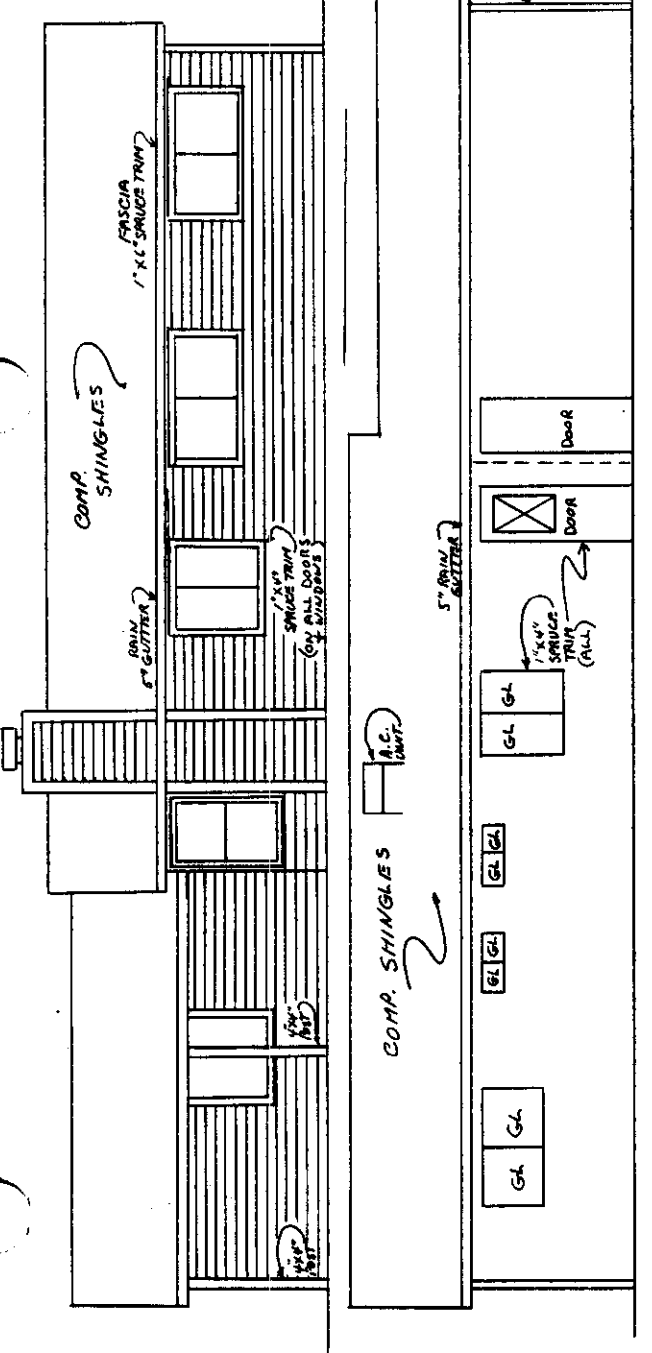 FASCIA
1"X6" SPRUCE TRIM
COMP.
SHINGLES
RAIN
5" GUTTER
1"X4"
SPRUCE TRIM
(ON ALL DOORS
& WINDOWS)
4"X4"
POST
4"X4"
POST
5" RAIN
GUTTER
A.C.
UNIT
COMP. SHINGLES
DOOR
DOOR
1"X4"
SPRUCE
TRIM
(ALL)
GL GL
GL GL
GL GL
GL GL